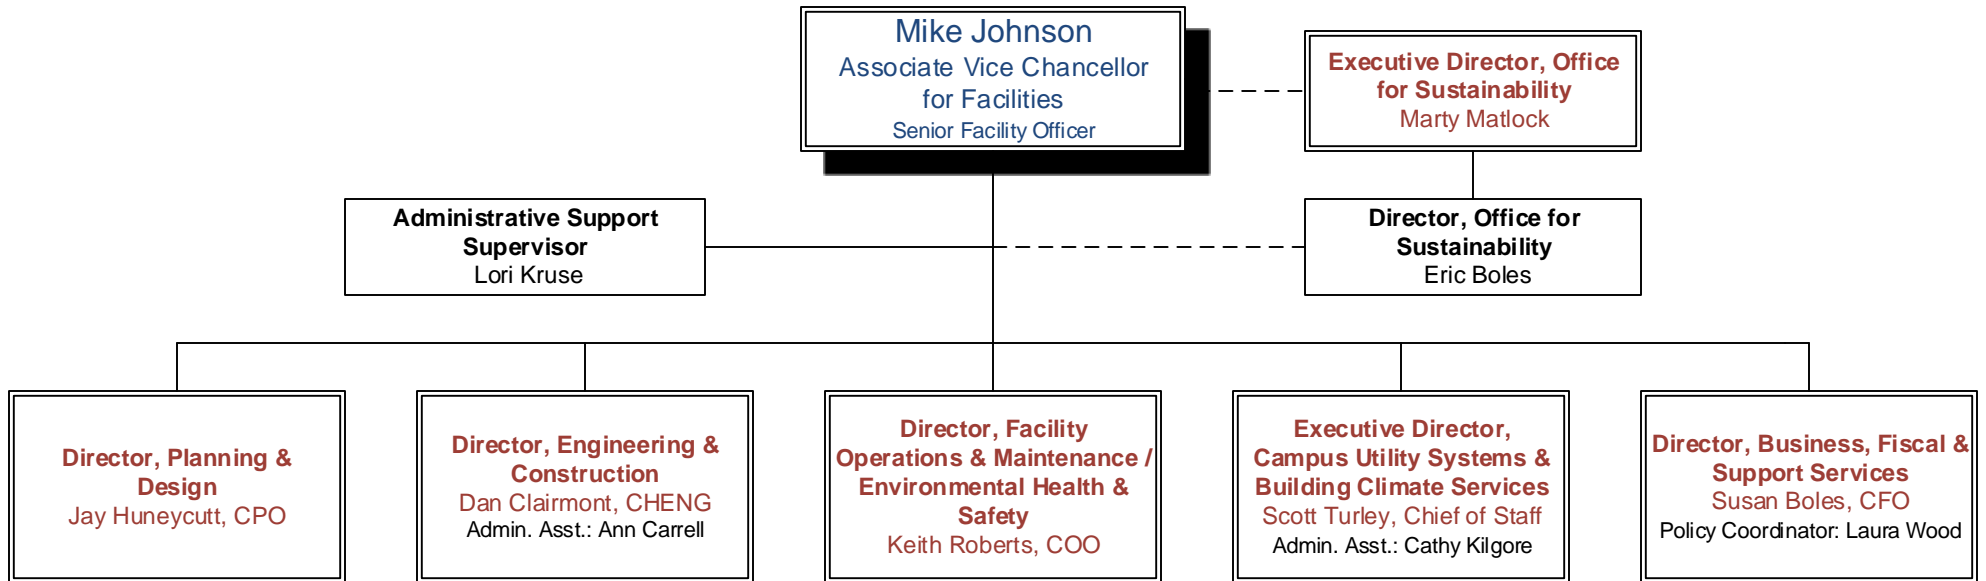 Mike Johnson
Associate Vice Chancellor
for Facilities
Senior Facility Officer
Executive Director, Office
for Sustainability
Marty Matlock
Administrative Support
Supervisor
Lori Kruse
Director, Office for
Sustainability
Eric Boles
Director, Planning &
Design
Jay Huneycutt, CPO
Director, Engineering &
Construction
Dan Clairmont, CHENG
Admin. Asst.: Ann Carrell
Director, Facility
Operations & Maintenance /
Environmental Health &
Safety
Keith Roberts, COO
Executive Director,
Campus Utility Systems &
Building Climate Services
Scott Turley, Chief of Staff
Admin. Asst.: Cathy Kilgore
Director, Business, Fiscal &
Support Services
Susan Boles, CFO
Policy Coordinator: Laura Wood